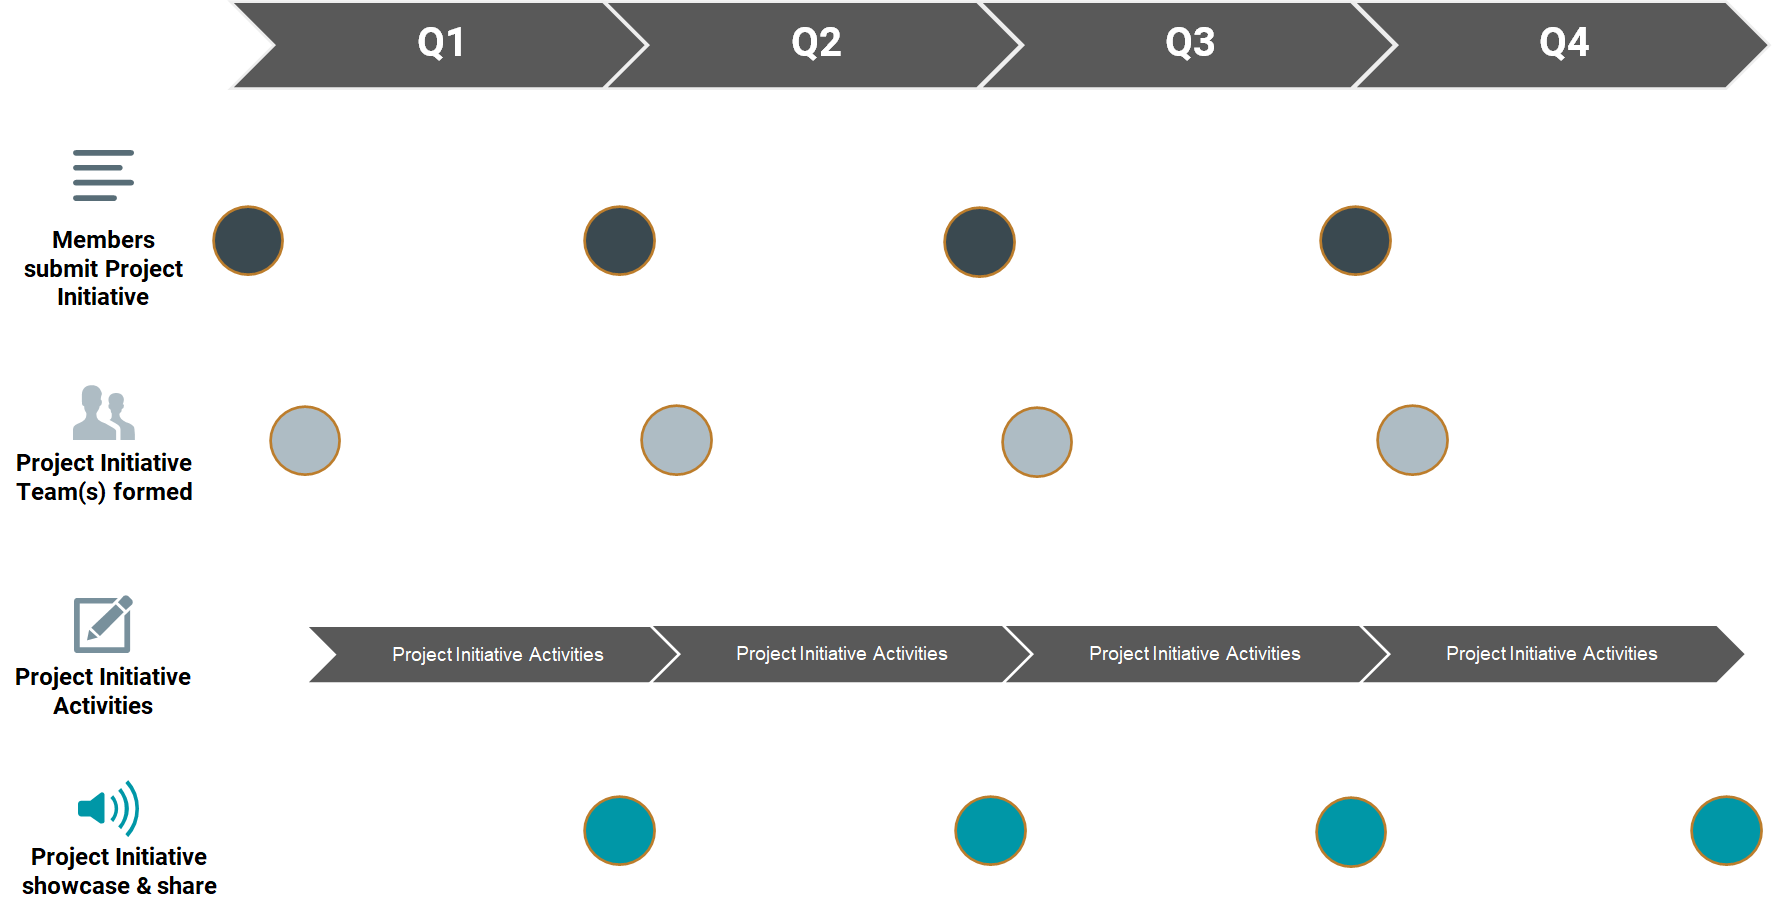 Q1
Q2
Q3
Q4
Members
submit Project
Initiative
Project Initiative
Team(s) formed
Project Initiative
Activities
Project Initiative Activities
Project Initiative Activities
Project Initiative Activities
Project Initiative Activities
Project Initiative
showcase & share